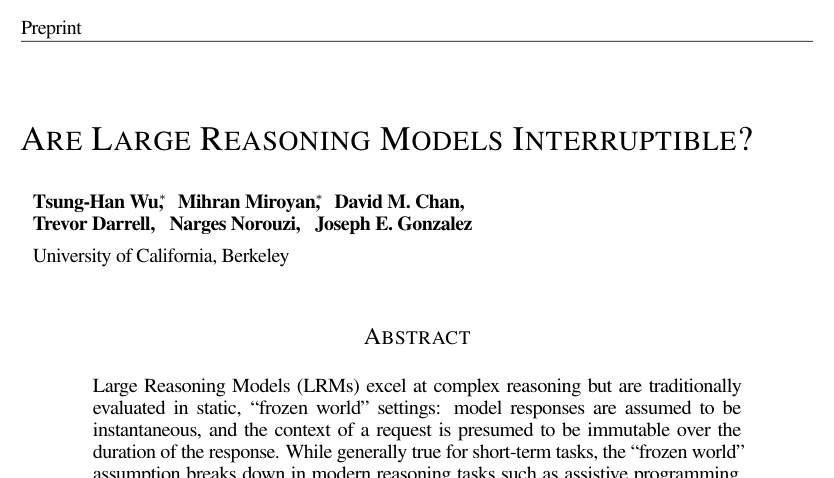 Preprint
ARE LARGE REASONING MODELS INTERRUPTIBLE?
Tsung-Han Wu,* Mihran Miroyan,* David M. Chan,
Trevor Darrell, Narges Norouzi, Joseph E. Gonzalez
University of California, Berkeley
ABSTRACT
Large Reasoning Models (LRMs) excel at complex reasoning but are traditionally
evaluated in static, “frozen world” settings: model responses are assumed to be
instantaneous, and the context of a request is presumed to be immutable over the
duration of the response. While generally true for short-term tasks, the “frozen world”
assumption breaks down in modern reasoning tasks such as assistive programming,